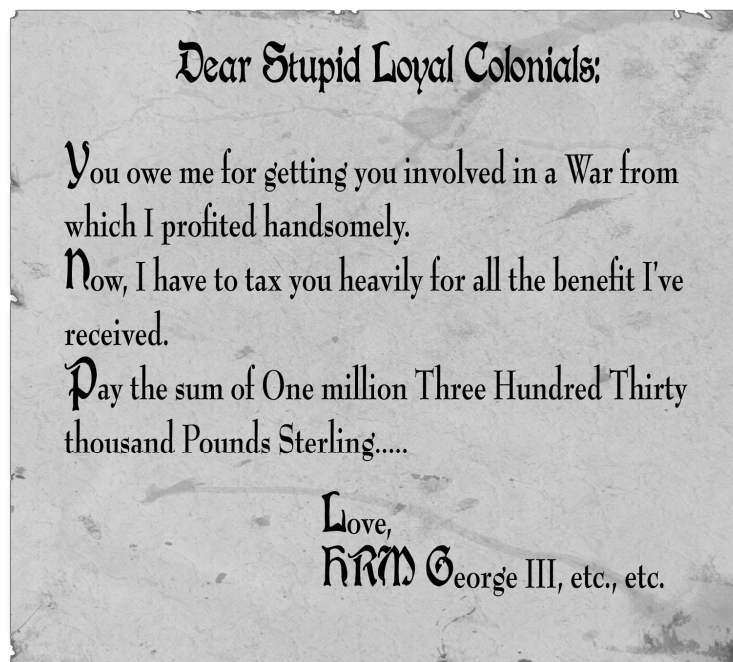 Dear Stupid Loyal Colonials:
You owe me for getting you involved in a War from
which I profited handsomely.
Now, I have to tax you heavily for all the benefit I've
received.
Pay the sum of One million Three Hundred Thirty
thousand Pounds Sterling.....
Love,
HRM George III, etc., etc.